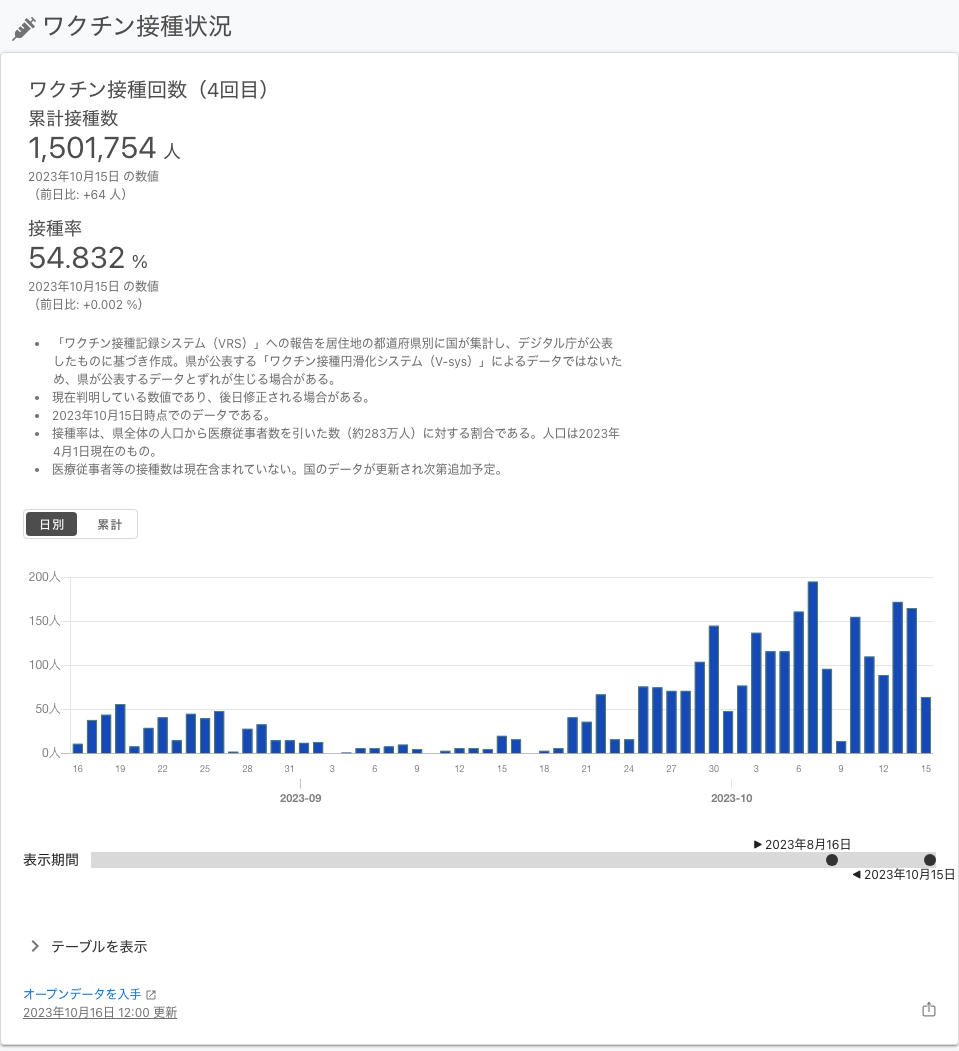 ワクチン接種状況
ワクチン接種回数（4回目）
累計接種数
1,501,754 人
2023年10月15日 の数値
（前日比: +64 人）
接種率
54.832 %
2023年10月15日 の数値
（前日比: +0.002 %）
• 「ワクチン接種記録システム（VRS）」への報告を居住地の都道府県別に国が集計し、デジタル庁が公表
したものに基づき作成。県が公表する「ワクチン接種円滑化システム（V-sys）」によるデータではないた
め、県が公表するデータとずれが生じる場合がある。
• 現在判明している数値であり、後日修正される場合がある。
• 2023年10月15日時点でのデータである。
• 接種率は、県全体の人口から医療従事者数を引いた数（約283万人）に対する割合である。人口は2023年
4月1日現在のもの。
• 医療従事者等の接種数は現在含まれていない。国のデータが更新され次第追加予定。
日別 累計
200人
150人
100人
50人
0人
16 19 22 25 28 31 3 6 9 12 15 18 21 24 27 30 3 6 9 12 15
2023-09 2023-10
▶ 2023年8月16日
表示期間
◀ 2023年10月15日
テーブルを表示
オープンデータを入手
2023年10月16日 12:00 更新